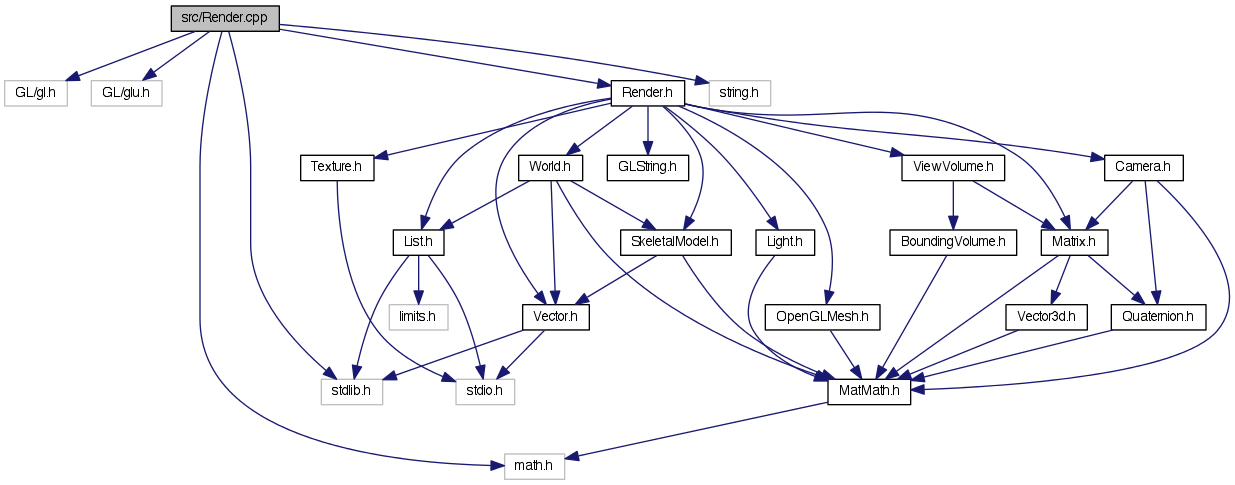 src/Render.cpp
GL/gl.h
GL/glu.h
Render.h
string.h
Texture.h
World.h
GLString.h
ViewVolume.h
Camera.h
List.h
SkeletalModel.h
Light.h
BoundingVolume.h
Matrix.h
limits.h
Vector.h
OpenGLMesh.h
Vector3d.h
Quaternion.h
stdlib.h
stdio.h
MatMath.h
math.h